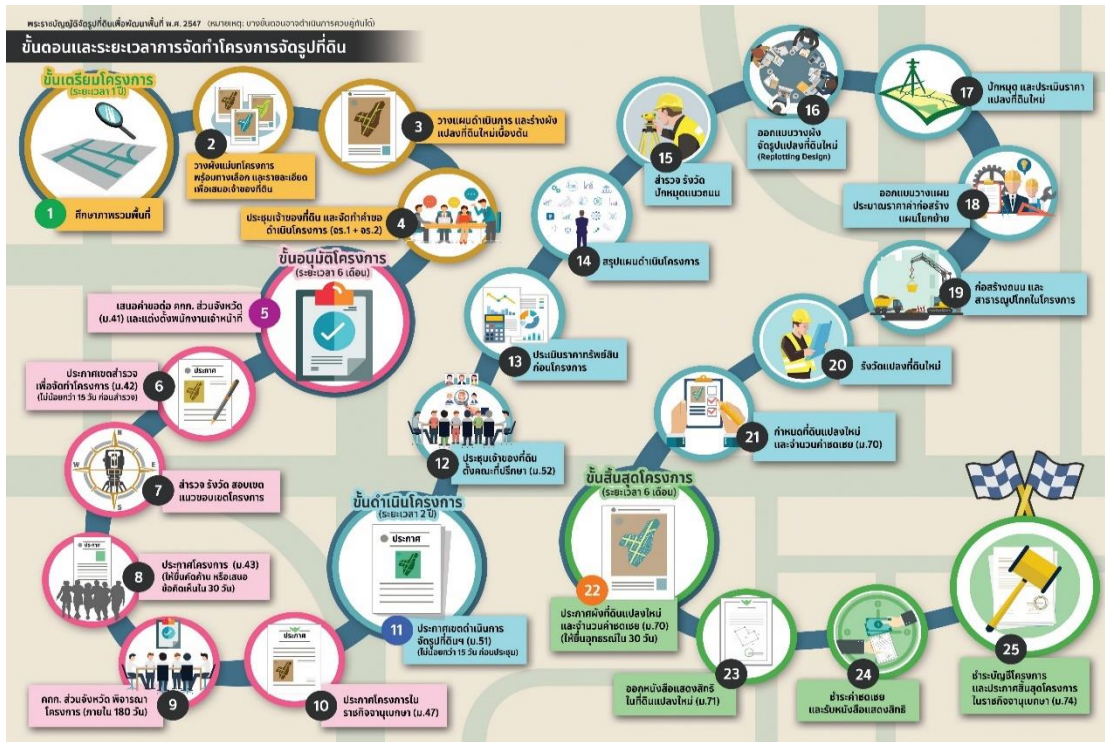 พระราชบัญญัติจัดรูปที่ดินเพื่อพัฒนาพื้นที่ พ.ศ. 2547 (หมายเหตุ: บางขั้นตอนอาจดำเนินการควบคู่กันได้)
ขั้นตอนและระยะเวลาการจัดทำโครงการจัดรูปที่ดิน
ขั้นเตรียมโครงการ
(ระยะเวลา 1 ปี)
1
ศึกษาภาพรวมพื้นที่
2
วางผังแม่บทโครงการ
พร้อมทางเลือก และรายละเอียด
เพื่อเสนอเจ้าของที่ดิน
3
วางแผนดำเนินการ และร่างผัง
แปลงที่ดินใหม่เบื้องต้น
4
ประชุมเจ้าของที่ดิน และจัดทำคำขอ
ดำเนินโครงการ (จร.1 + จร.2)
ขั้นอนุมัติโครงการ
(ระยะเวลา 6 เดือน)
5
เสนอคำขอต่อ คกก. ส่วนจังหวัด
(ม.41) และแต่งตั้งพนักงานเจ้าหน้าที่
6
ประกาศเขตสำรวจ
เพื่อจัดทำโครงการ (ม.42)
(ไม่น้อยกว่า 15 วัน ก่อนสำรวจ)
ประกาศ
N
W
E
S
7
สำรวจ รังวัด สอบเขต
แนวขอบเขตโครงการ
ประกาศ
8
ประกาศโครงการ (ม.43)
(ให้ยื่นคัดค้าน หรือเสนอ
ข้อคิดเห็นใน 30 วัน)
9
คกก. ส่วนจังหวัด พิจารณา
โครงการ (ภายใน 180 วัน)
ประกาศ
10
ประกาศโครงการใน
ราชกิจจานุเบกษา (ม.47)
ขั้นดำเนินโครงการ
(ระยะเวลา 2 ปี)
ประกาศ
11
ประกาศเขตดำเนินการ
จัดรูปที่ดินฯ (ม.51)
(ไม่น้อยกว่า 15 วัน ก่อนประชุม)
12
ประชุมเจ้าของที่ดิน
ตั้งคณะที่ปรึกษา (ม.52)
13
ประเมินราคาทรัพย์สิน
ก่อนโครงการ
14
สรุปแผนดำเนินโครงการ
15
สำรวจ รังวัด
ปักหมุดแนวถนน
16
ออกแบบวางผัง
จัดรูปแปลงที่ดินใหม่
(Replotting Design)
17
ปักหมุด และประเมินราคา
แปลงที่ดินใหม่
18
ออกแบบวางแผน
ประมาณราคาค่าก่อสร้าง
แผนโยกย้าย
19
ก่อสร้างถนน และ
สาธารณูปโภคในโครงการ
20
รังวัดแปลงที่ดินใหม่
21
กำหนดที่ดินแปลงใหม่
และจำนวนค่าชดเชย (ม.70)
ขั้นสิ้นสุดโครงการ
(ระยะเวลา 6 เดือน)
22
ประกาศผังที่ดินแปลงใหม่
และจำนวนค่าชดเชย (ม.70)
(ให้ยื่นอุทธรณ์ใน 30 วัน)
23
ออกหนังสือแสดงสิทธิ
ในที่ดินแปลงใหม่ (ม.71)
24
ชำระค่าชดเชย
และรับหนังสือแสดงสิทธิ
25
ชำระบัญชีโครงการ
และประกาศสิ้นสุดโครงการ
ในราชกิจจานุเบกษา (ม.74)